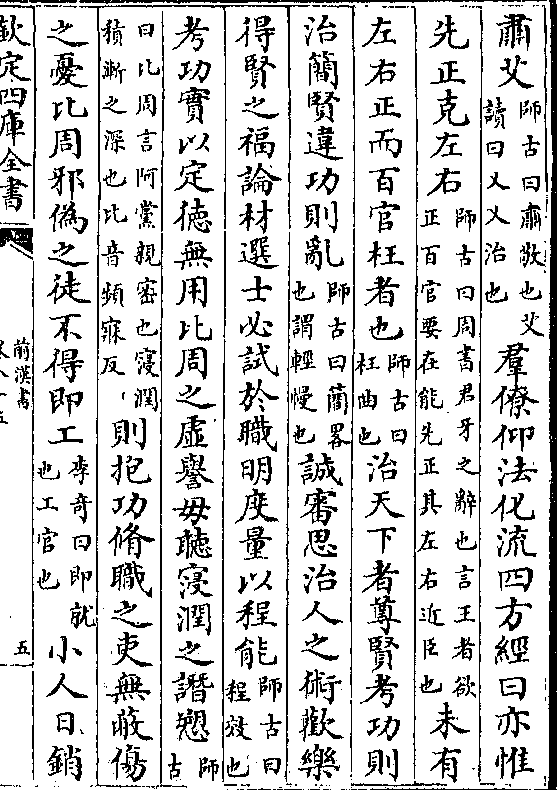 肅艾師古曰肅敬也艾讀曰乂乂治也羣僚仰法化流四方經曰亦惟
先正克左右師古曰周書君牙之辭也言王者欲正百官要在能先正其左右近臣也未有
左右正而百官枉者也師古曰枉曲也治天下者尊賢考功則
治簡賢違功則亂師古曰簡畧也謂輕慢也誠審思治人之術歡樂
得賢之福論材選士必試於職明度量以程能師古曰程效也
考功實以定德無用比周之虛譽毋聽寖潤之譖愬師古
曰比周言阿黨親密也寖潤積漸之深也比音頻寐反則抱功脩職之吏無蔽傷
之憂比周邪偽之徒不得即工李奇曰即就也工官也小人日銷
欽定四庫全書
前漢書
五